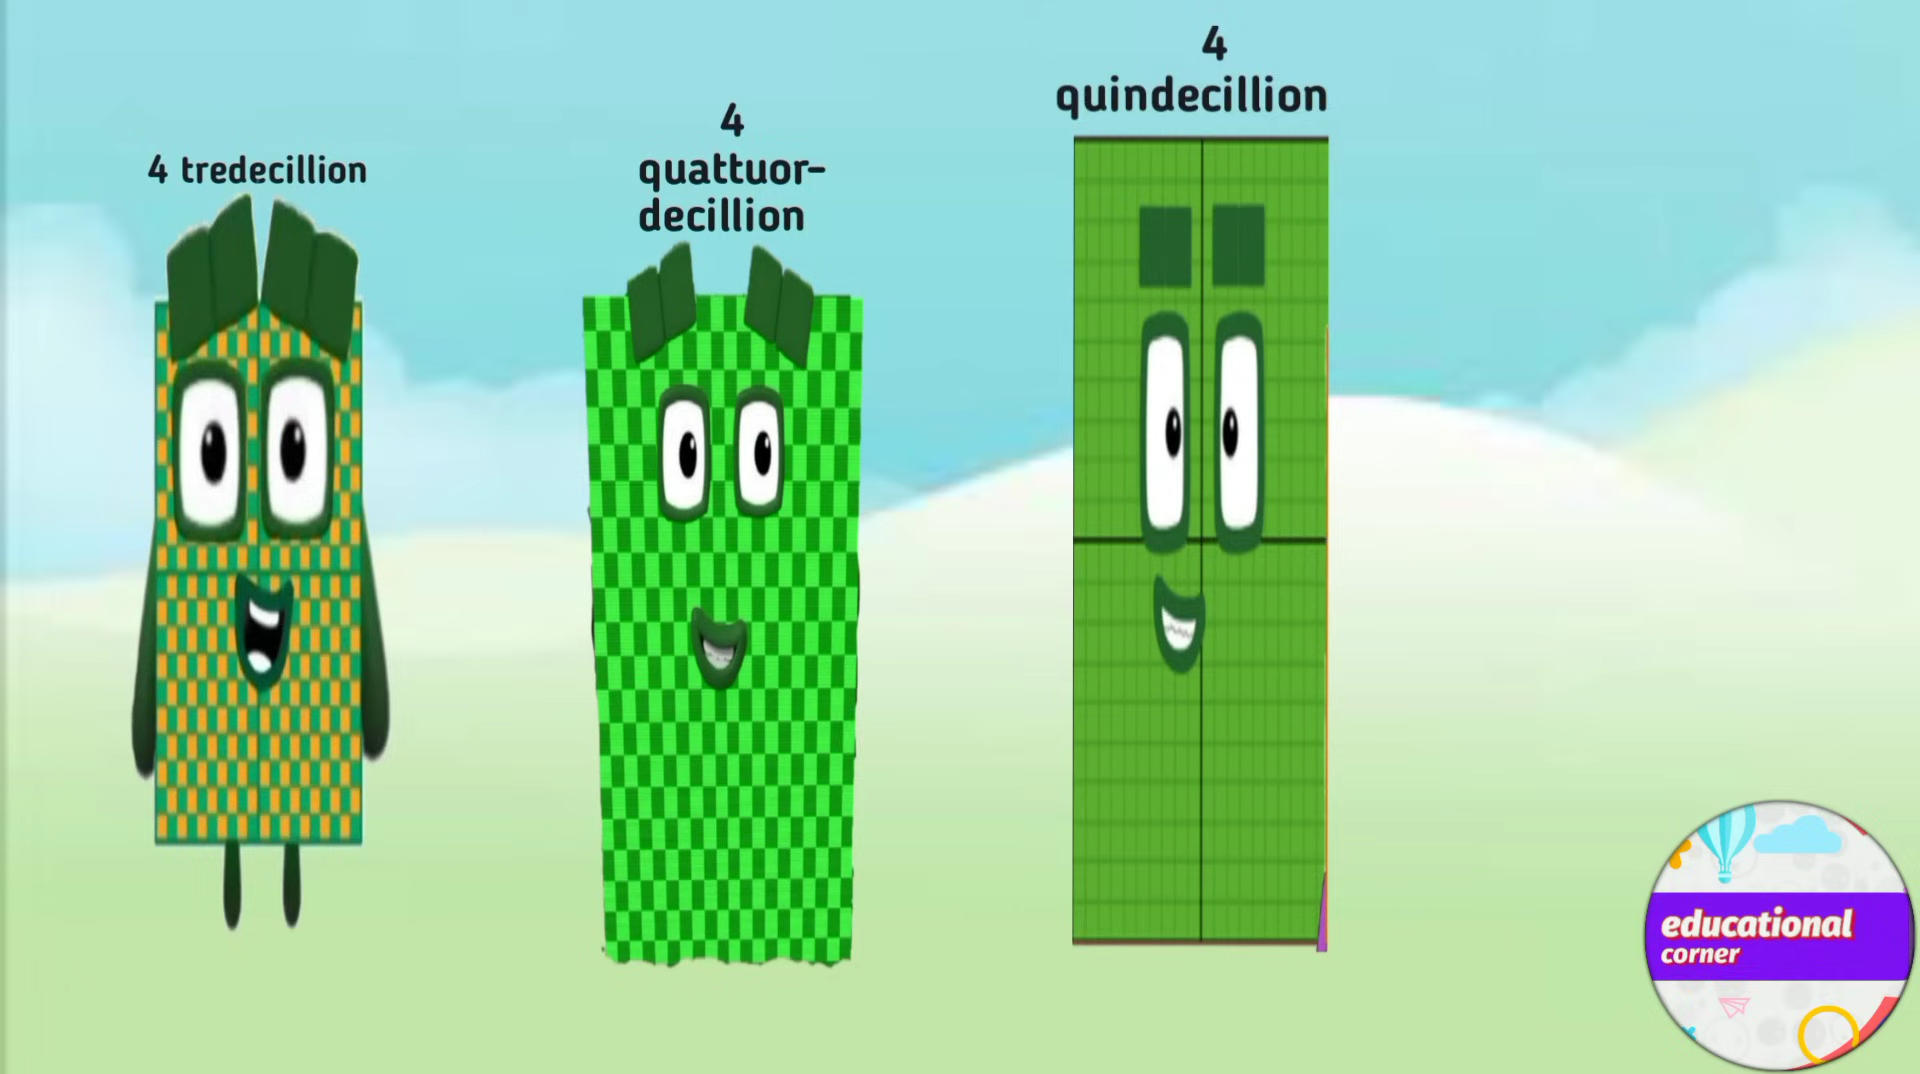 4 tredecillion
4
quattuor-
decillion
4
quindecillion
educational
corner